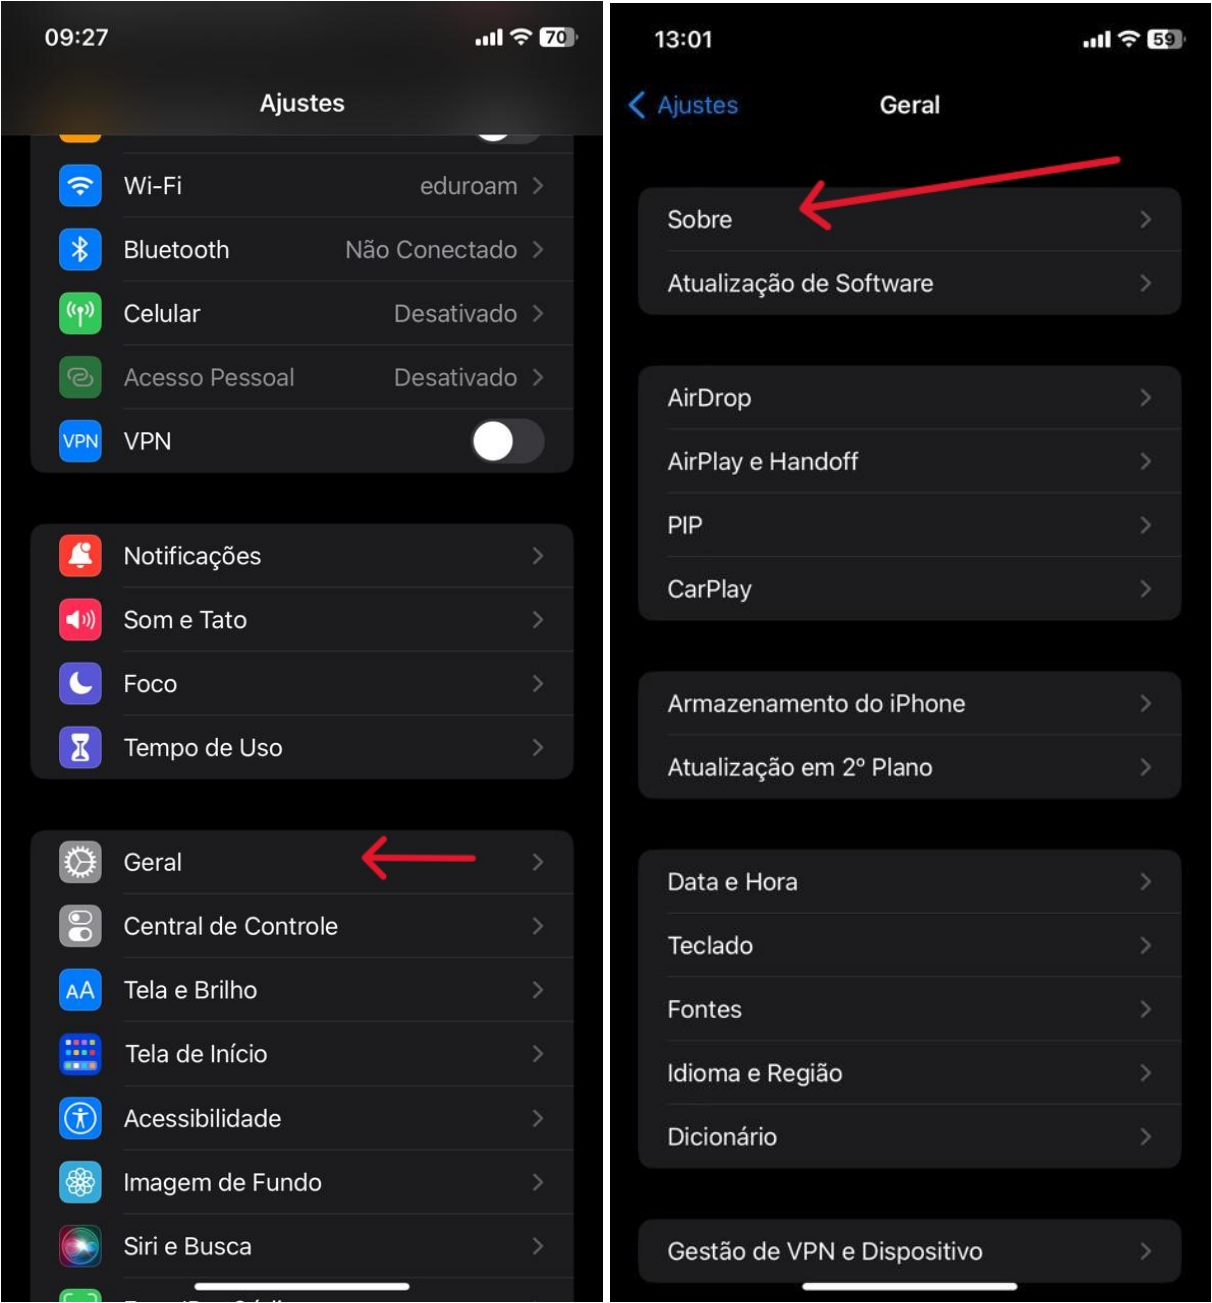 09:27
70
Ajustes
Wi-Fi eduroam
Bluetooth Não Conectado
Celular Desativado
Acesso Pessoal Desativado
VPN VPN
Notificações
Som e Tato
Foco
Tempo de Uso
Geral
Central de Controle
AA Tela e Brilho
Tela de Início
Acessibilidade
Imagem de Fundo
Siri e Busca
13:01
59
Ajustes Geral
Sobre
Atualização de Software
AirDrop
AirPlay e Handoff
PIP
CarPlay
Armazenamento do iPhone
Atualização em 2º Plano
Data e Hora
Teclado
Fontes
Idioma e Região
Dicionário
Gestão de VPN e Dispositivo